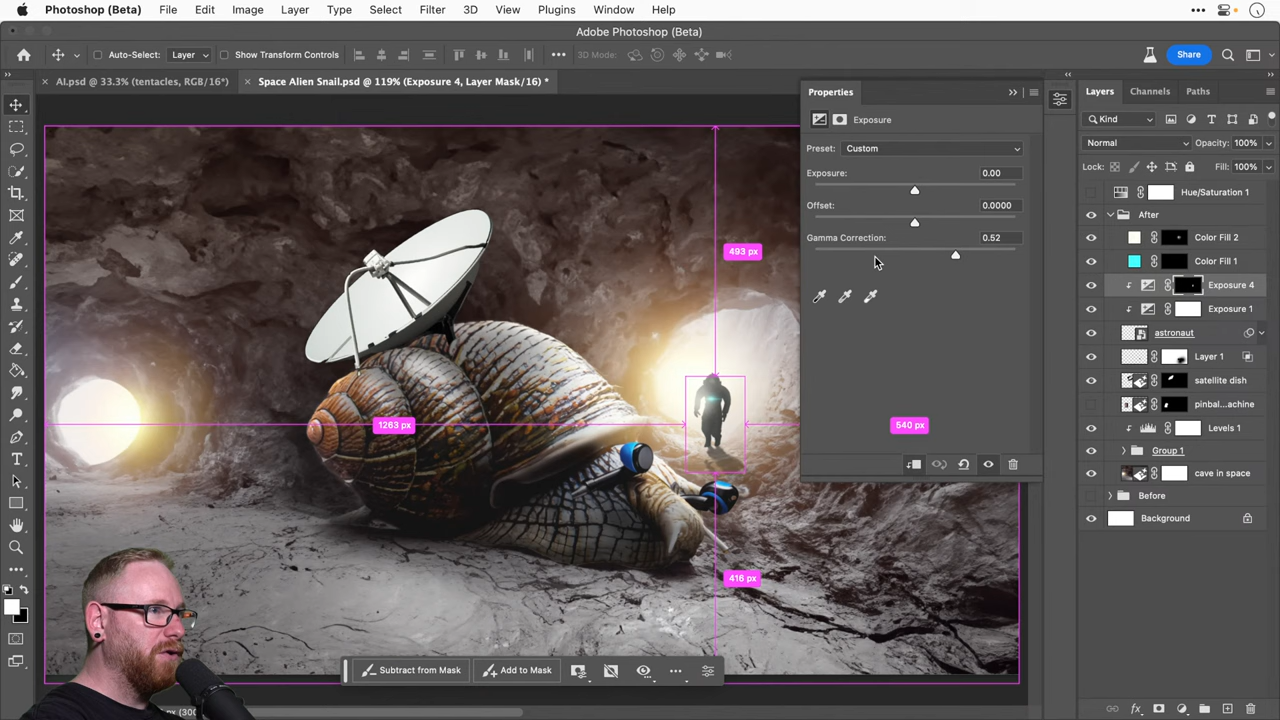 Photoshop (Beta) File Edit Image Layer Type Select Filter 3D View Plugins Window Help
Adobe Photoshop (Beta)
Auto-Select: Layer Show Transform Controls 3D Mode: Share
AI.psd @ 33.3% (tentacles, RGB/16*) Space Alien Snail.psd @ 119% (Exposure 4, Layer Mask/16) *
Properties
Exposure
Preset: Custom
Exposure: 0.00
Offset: 0.0000
Gamma Correction: 0.52
493 px
1263 px
540 px
416 px
Layers Channels Paths
Kind
Normal Opacity: 100%
Lock: Fill: 100%
Hue/Saturation 1
After
Color Fill 2
Color Fill 1
Exposure 4
Exposure 1
astronaut
Layer 1
satellite dish
pinbal...achine
Levels 1
Group 1
cave in space
Before
Background
Subtract from Mask Add to Mask